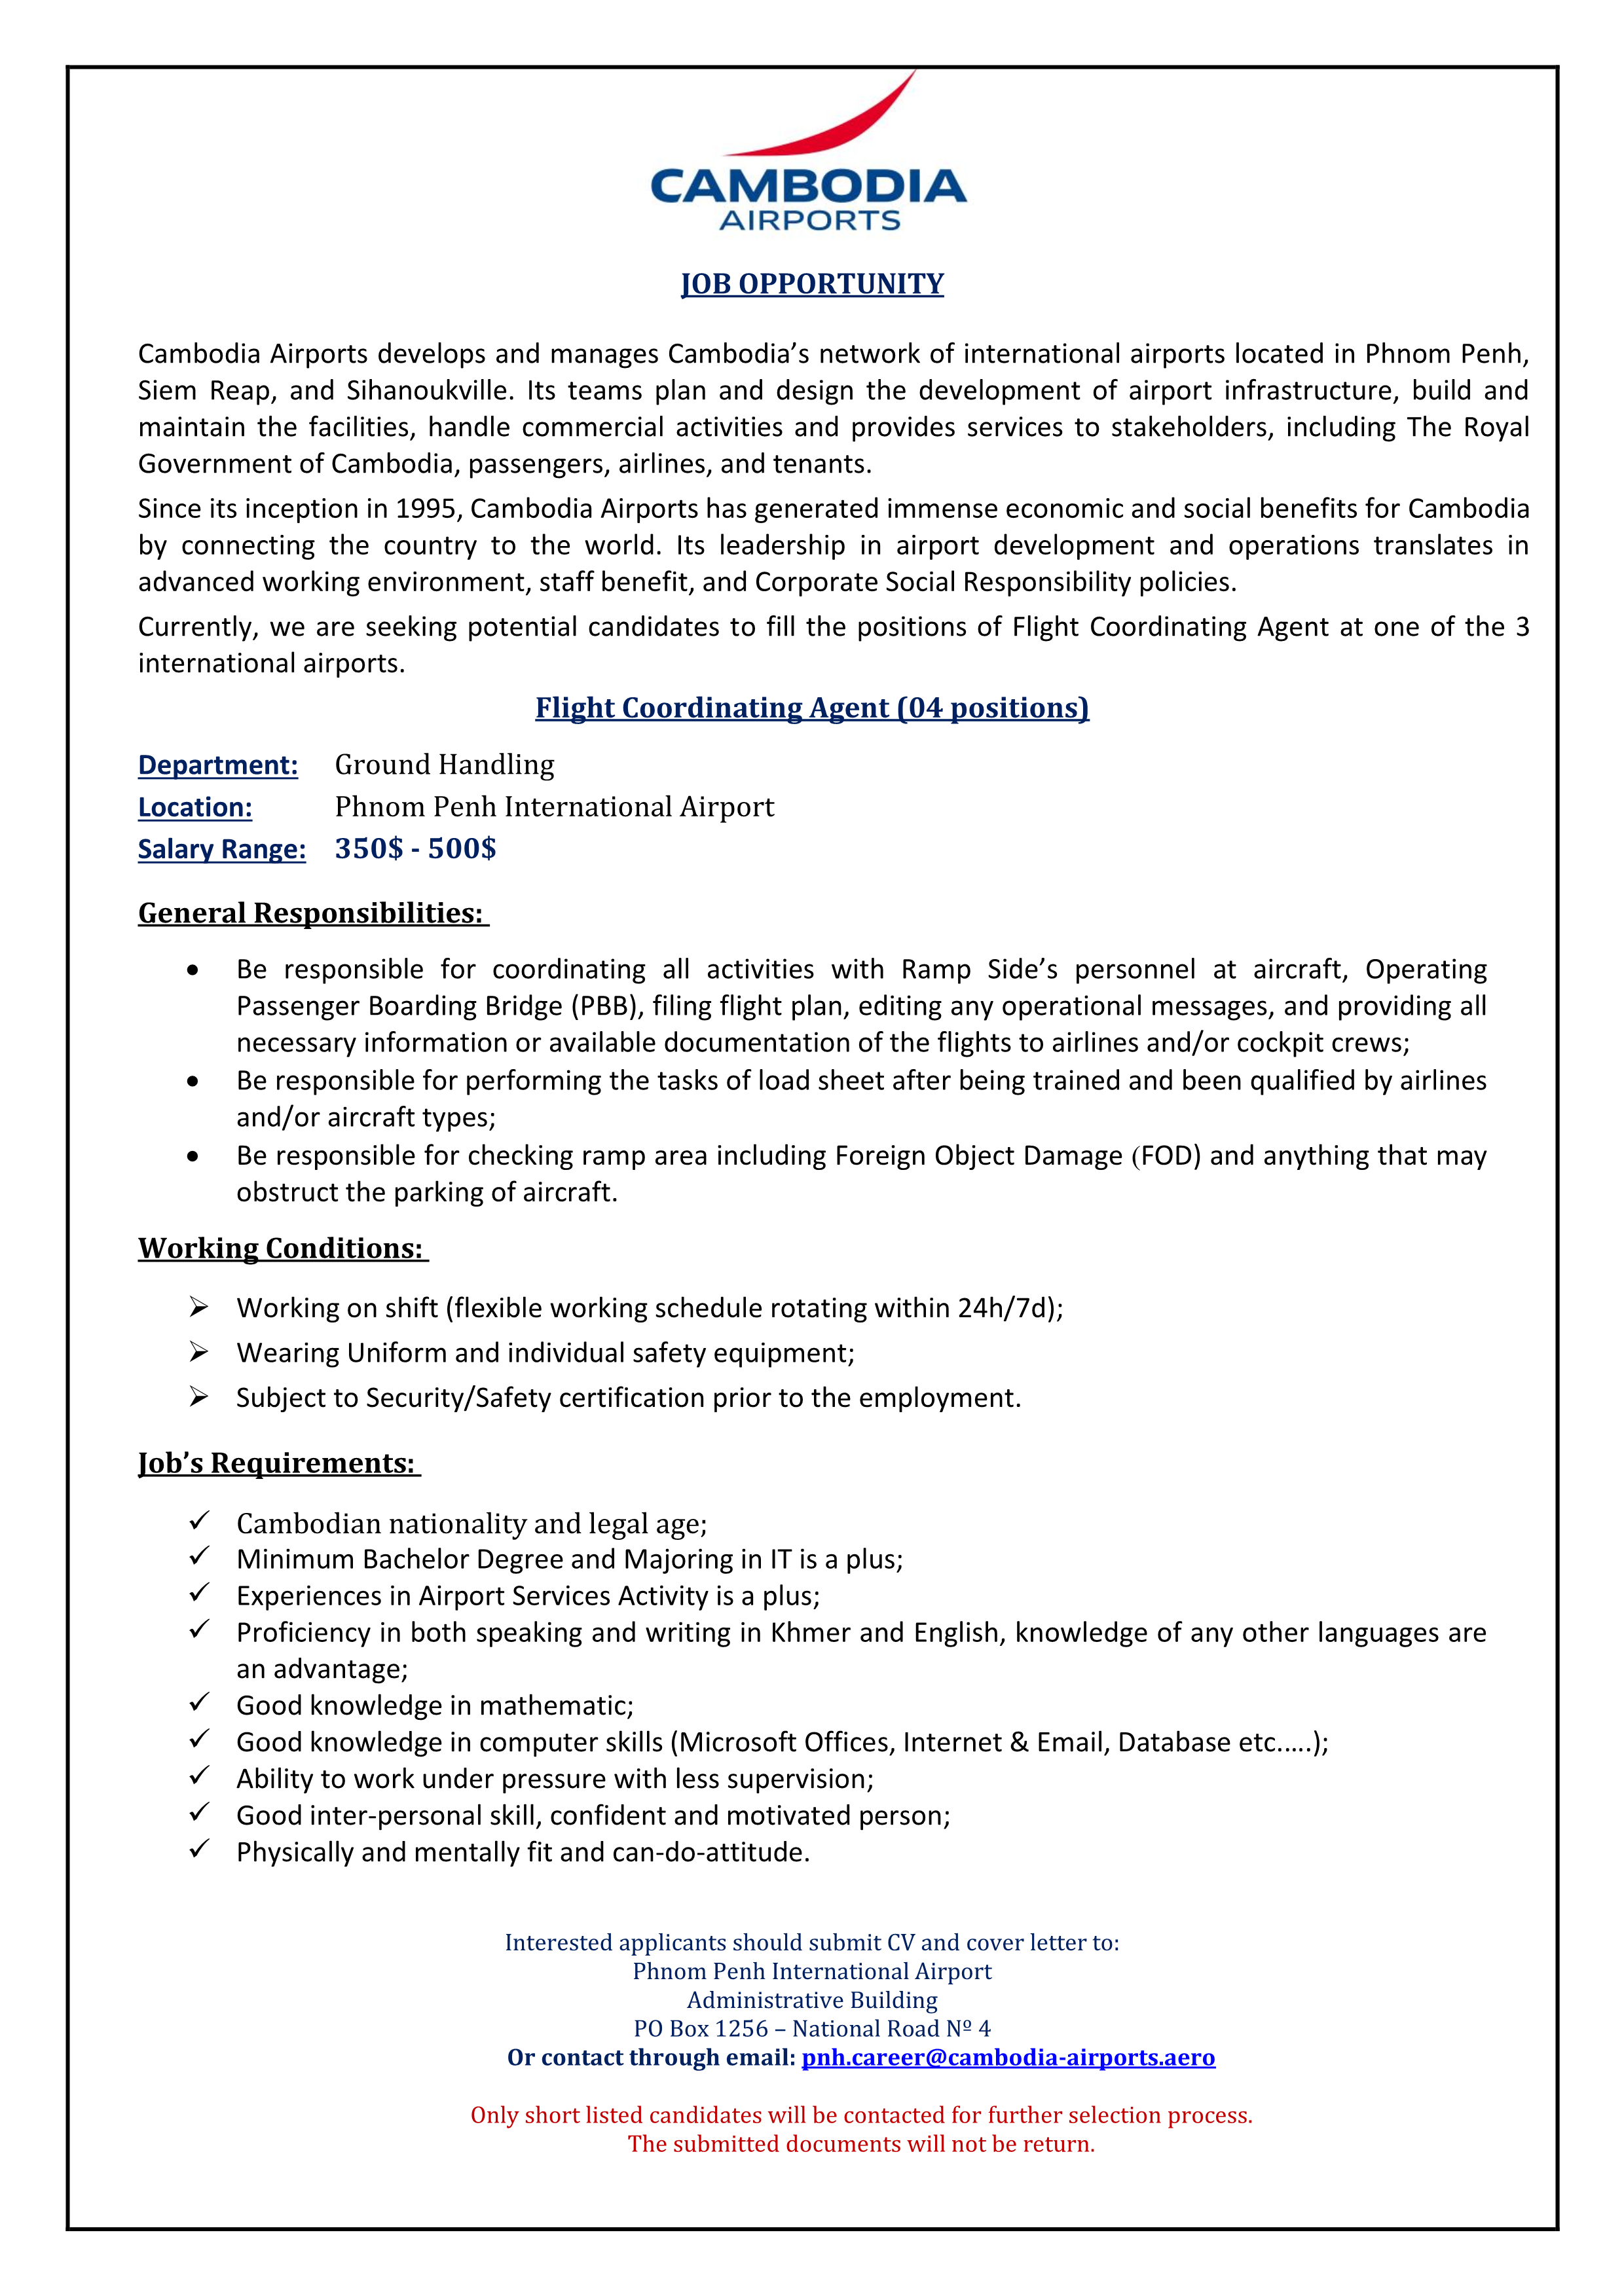 CAMBODIA
AIRPORTS
JOB OPPORTUNITY
Cambodia Airports develops and manages Cambodia’s network of international airports located in Phnom Penh,
Siem Reap, and Sihanoukville. Its teams plan and design the development of airport infrastructure, build and
maintain the facilities, handle commercial activities and provides services to stakeholders, including The Royal
Government of Cambodia, passengers, airlines, and tenants.
Since its inception in 1995, Cambodia Airports has generated immense economic and social benefits for Cambodia
by connecting the country to the world. Its leadership in airport development and operations translates in
advanced working environment, staff benefit, and Corporate Social Responsibility policies.
Currently, we are seeking potential candidates to fill the positions of Flight Coordinating Agent at one of the 3
international airports.
Flight Coordinating Agent (04 positions)
Department: Ground Handling
Location: Phnom Penh International Airport
Salary Range: 350$ - 500$
General Responsibilities:
• Be responsible for coordinating all activities with Ramp Side’s personnel at aircraft, Operating
Passenger Boarding Bridge (PBB), filing flight plan, editing any operational messages, and providing all
necessary information or available documentation of the flights to airlines and/or cockpit crews;
• Be responsible for performing the tasks of load sheet after being trained and been qualified by airlines
and/or aircraft types;
• Be responsible for checking ramp area including Foreign Object Damage (FOD) and anything that may
obstruct the parking of aircraft.
Working Conditions:
➢ Working on shift (flexible working schedule rotating within 24h/7d);
➢ Wearing Uniform and individual safety equipment;
➢ Subject to Security/Safety certification prior to the employment.
Job’s Requirements:
✓ Cambodian nationality and legal age;
✓ Minimum Bachelor Degree and Majoring in IT is a plus;
✓ Experiences in Airport Services Activity is a plus;
✓ Proficiency in both speaking and writing in Khmer and English, knowledge of any other languages are
an advantage;
✓ Good knowledge in mathematic;
✓ Good knowledge in computer skills (Microsoft Offices, Internet & Email, Database etc.….);
✓ Ability to work under pressure with less supervision;
✓ Good inter-personal skill, confident and motivated person;
✓ Physically and mentally fit and can-do-attitude.
Interested applicants should submit CV and cover letter to:
Phnom Penh International Airport
Administrative Building
PO Box 1256 – National Road Nº 4
Or contact through email: pnh.career@cambodia-airports.aero
Only short listed candidates will be contacted for further selection process.
The submitted documents will not be return.